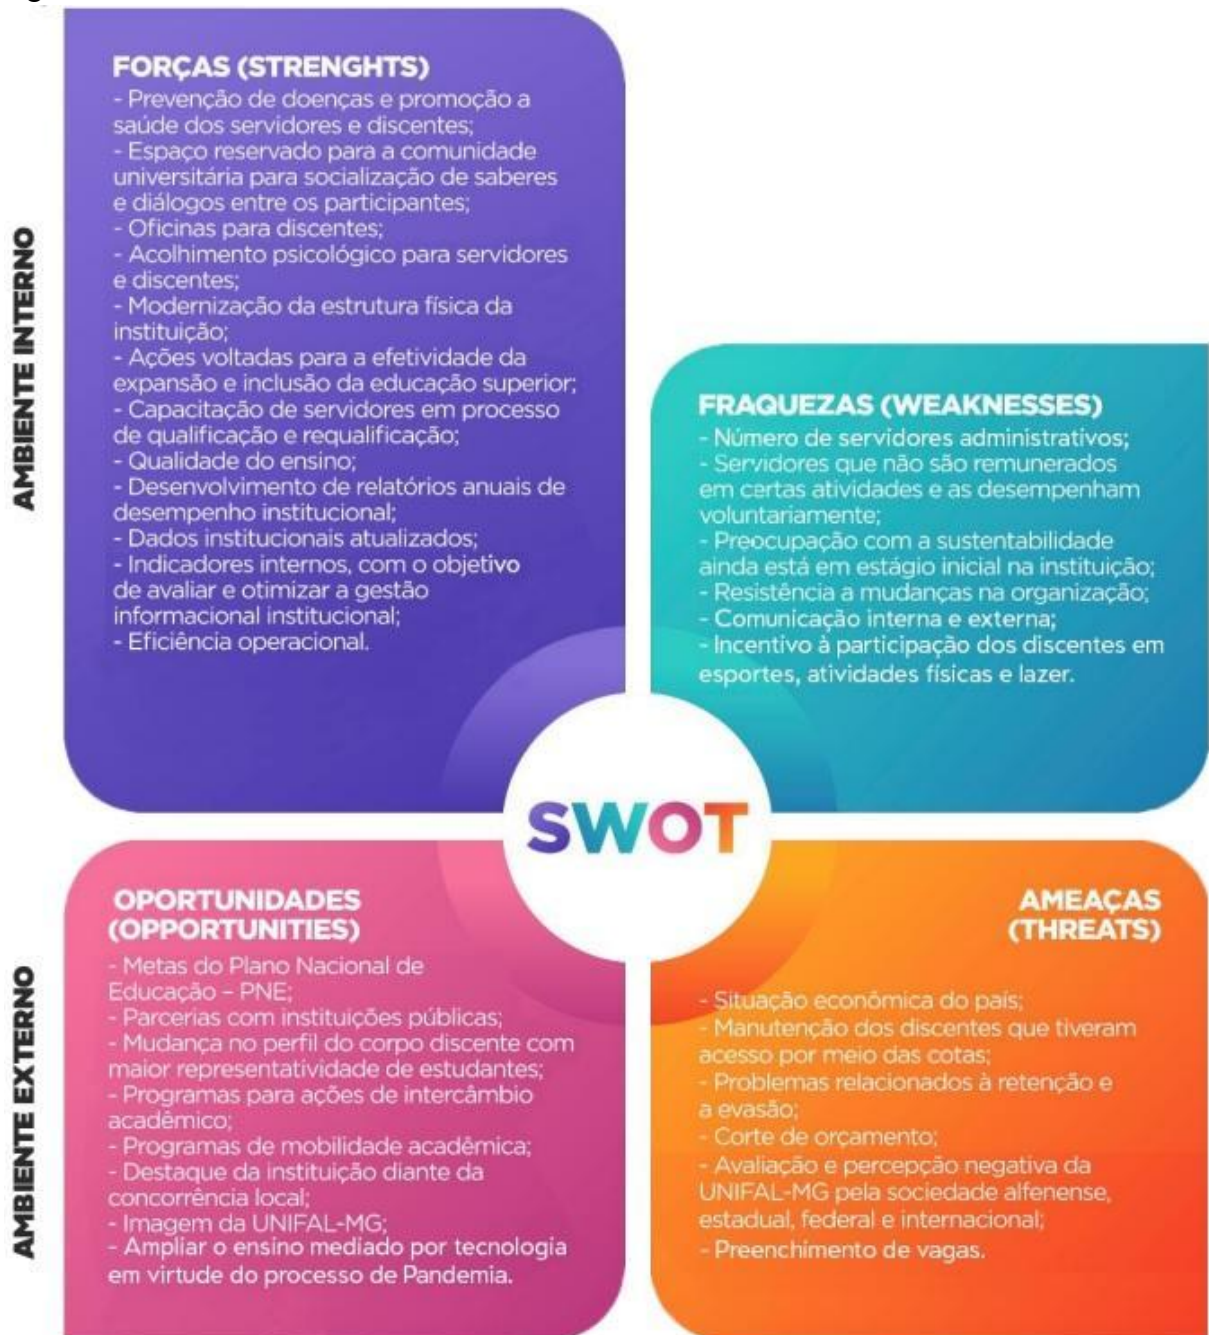 AMBIENTE INTERNO
FORÇAS (STRENGHTS)
- Prevenção de doenças e promoção a
saúde dos servidores e discentes;
- Espaço reservado para a comunidade
universitária para socialização de saberes
e diálogos entre os participantes;
- Oficinas para discentes;
- Acolhimento psicológico para servidores
e discentes;
- Modernização da estrutura física da
instituição;
- Ações voltadas para a efetividade da
expansão e inclusão da educação superior;
- Capacitação de servidores em processo
de qualificação e requalificação;
- Qualidade do ensino;
- Desenvolvimento de relatórios anuais de
desempenho institucional;
- Dados institucionais atualizados;
- Indicadores internos, com o objetivo
de avaliar e otimizar a gestão
informacional institucional;
- Eficiência operacional.
FRAQUEZAS (WEAKNESSES)
- Número de servidores administrativos;
- Servidores que não são remunerados
em certas atividades e as desempenham
voluntariamente;
- Preocupação com a sustentabilidade
ainda está em estágio inicial na instituição;
- Resistência a mudanças na organização;
- Comunicação interna e externa;
- Incentivo à participação dos discentes em
esportes, atividades físicas e lazer.
SWOT
AMBIENTE EXTERNO
OPORTUNIDADES
(OPPORTUNITIES)
- Metas do Plano Nacional de
Educação – PNE;
- Parcerias com instituições públicas;
- Mudança no perfil do corpo discente com
maior representatividade de estudantes;
- Programas para ações de intercâmbio
acadêmico;
- Programas de mobilidade acadêmica;
- Destaque da instituição diante da
concorrência local;
- Imagem da UNIFAL-MG;
- Ampliar o ensino mediado por tecnologia
em virtude do processo de Pandemia.
AMEAÇAS
(THREATS)
- Situação econômica do país;
- Manutenção dos discentes que tiveram
acesso por meio das cotas;
- Problemas relacionados à retenção e
a evasão;
- Corte de orçamento;
- Avaliação e percepção negativa da
UNIFAL-MG pela sociedade alfenense,
estadual, federal e internacional;
- Preenchimento de vagas.